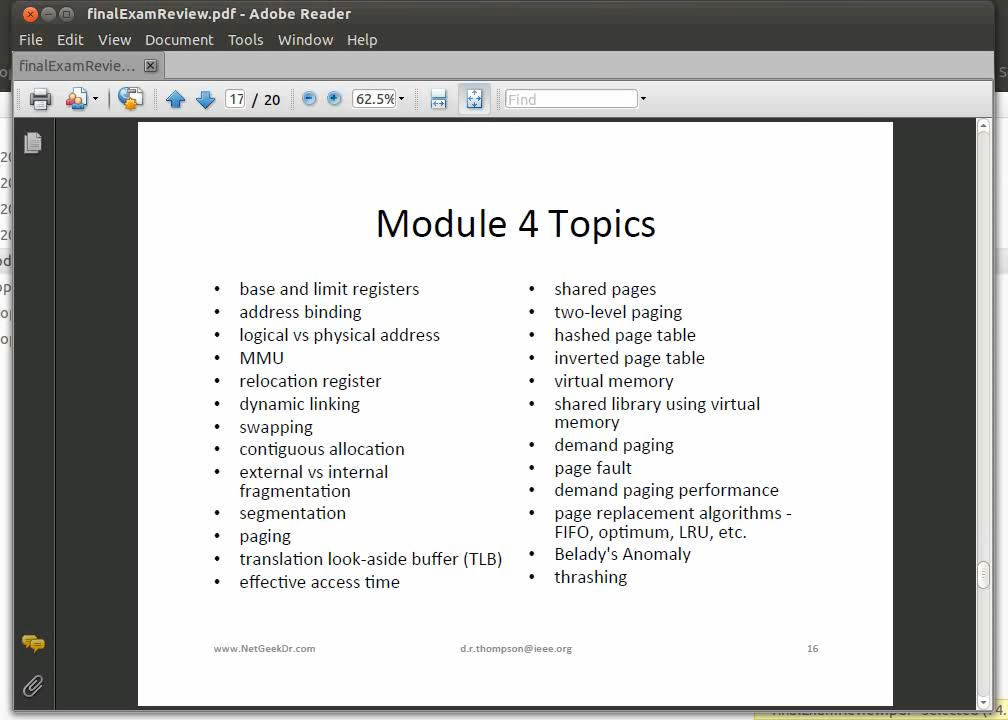 finalExamReview.pdf - Adobe Reader
File Edit View Document Tools Window Help
finalExamRevie...
17 / 20 62.5% Find
Module 4 Topics
• base and limit registers
• address binding
• logical vs physical address
• MMU
• relocation register
• dynamic linking
• swapping
• contiguous allocation
• external vs internal
fragmentation
• segmentation
• paging
• translation look-aside buffer (TLB)
• effective access time
• shared pages
• two-level paging
• hashed page table
• inverted page table
• virtual memory
• shared library using virtual
memory
• demand paging
• page fault
• demand paging performance
• page replacement algorithms -
FIFO, optimum, LRU, etc.
• Belady's Anomaly
• thrashing
www.NetGeekDr.com d.r.thompson@ieee.org 16